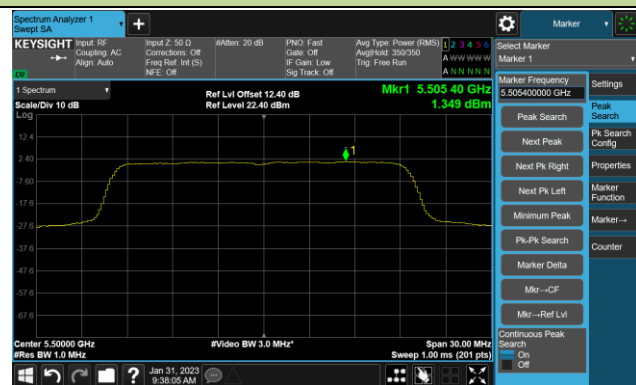 Spectrum Analyzer 1
Swept SA
+
Marker
KEYSIGHT
Input: RF
Coupling: AC
Align: Auto
Input Z: 50 Ω
Corrections: Off
Freq Ref: Int (S)
NFE: Off
#Atten: 20 dB
PNO: Fast
Gate: Off
IF Gain: Low
Sig Track: Off
Avg Type: Power (RMS)
Avg|Hold: 350/350
Trig: Free Run
1 2 3 4 5 6
A W W W W W
A N N N N N
LXI
Select Marker
Marker 1
1 Spectrum
Scale/Div 10 dB
Log
Ref Lvl Offset 12.40 dB
Ref Level 22.40 dBm
Mkr1 5.505 40 GHz
1.349 dBm
12.4
2.40
-7.60
-17.6
-27.6
-37.6
-47.6
-57.6
-67.6
1
Center 5.50000 GHz
#Res BW 1.0 MHz
#Video BW 3.0 MHz*
Span 30.00 MHz
Sweep 1.00 ms (201 pts)
Marker Frequency
5.505400000 GHz
Peak Search
Next Peak
Next Pk Right
Next Pk Left
Minimum Peak
Pk-Pk Search
Marker Delta
Mkr→CF
Mkr→Ref Lvl
Continuous Peak
Search
On
Off
Settings
Peak
Search
Pk Search
Config
Properties
Marker
Function
Marker→
Counter
?
Jan 31, 2023
9:38:05 AM